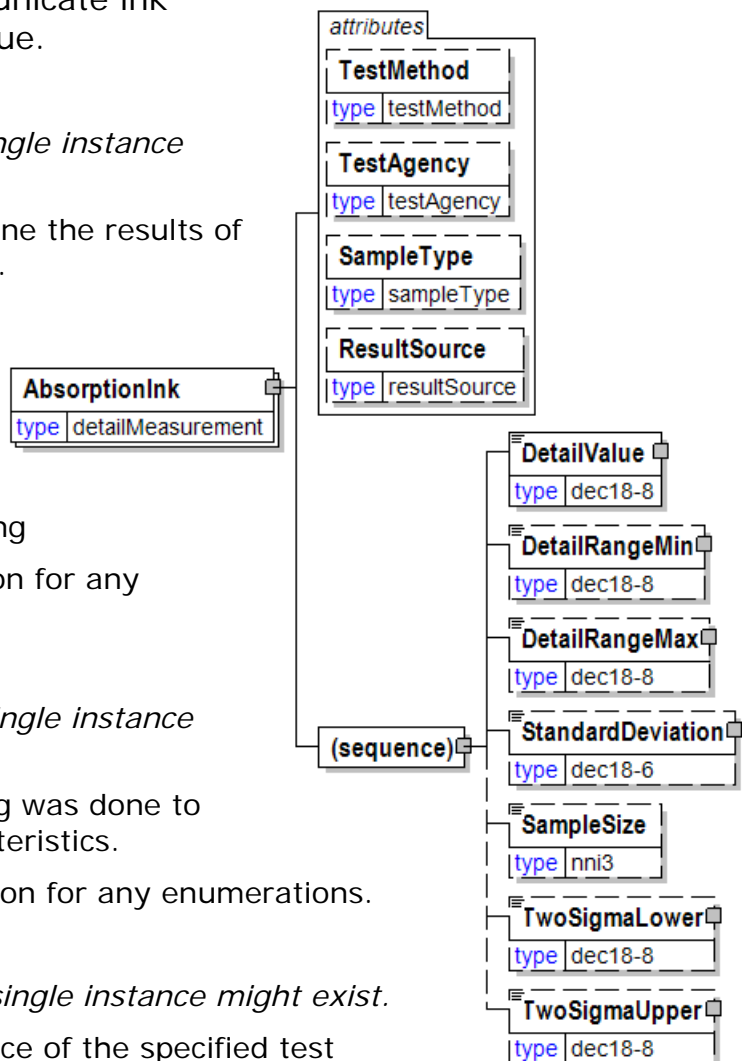 unicate ink
ue.
ngle instance
ne the results of
.
ng
on for any
ingle instance
g was done to
teristics.
on for any enumerations.
single instance might exist.
ce of the specified test
attributes
TestMethod
type testMethod
TestAgency
type testAgency
SampleType
type sampleType
ResultSource
type resultSource
AbsorptionInk
type detailMeasurement
(sequence)
DetailValue
type dec18-8
DetailRangeMin
type dec18-8
DetailRangeMax
type dec18-8
StandardDeviation
type dec18-6
SampleSize
type nni3
TwoSigmaLower
type dec18-8
TwoSigmaUpper
type dec18-8